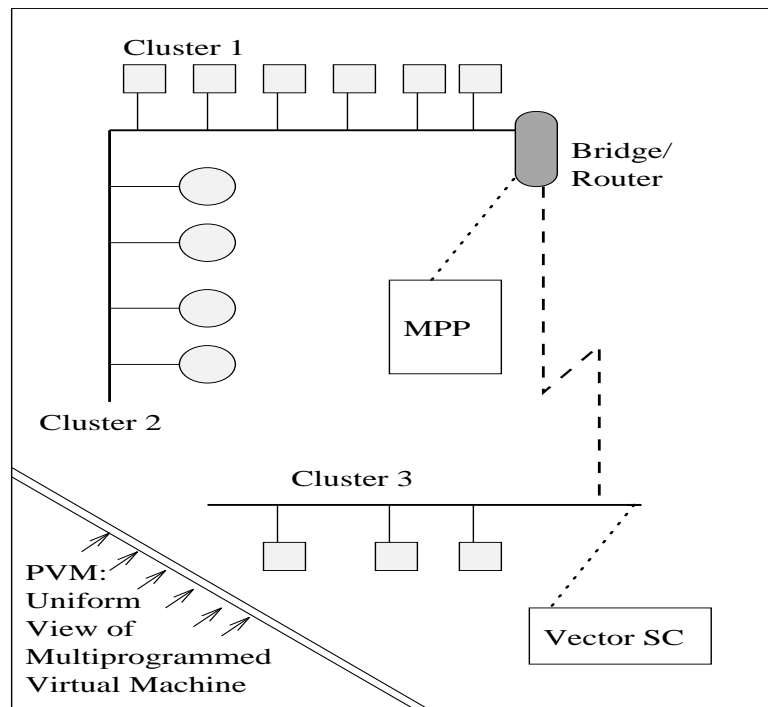 Cluster 1
Bridge/
Router
MPP
Cluster 2
Cluster 3
PVM:
Uniform
View of
Multiprogrammed
Virtual Machine
Vector SC